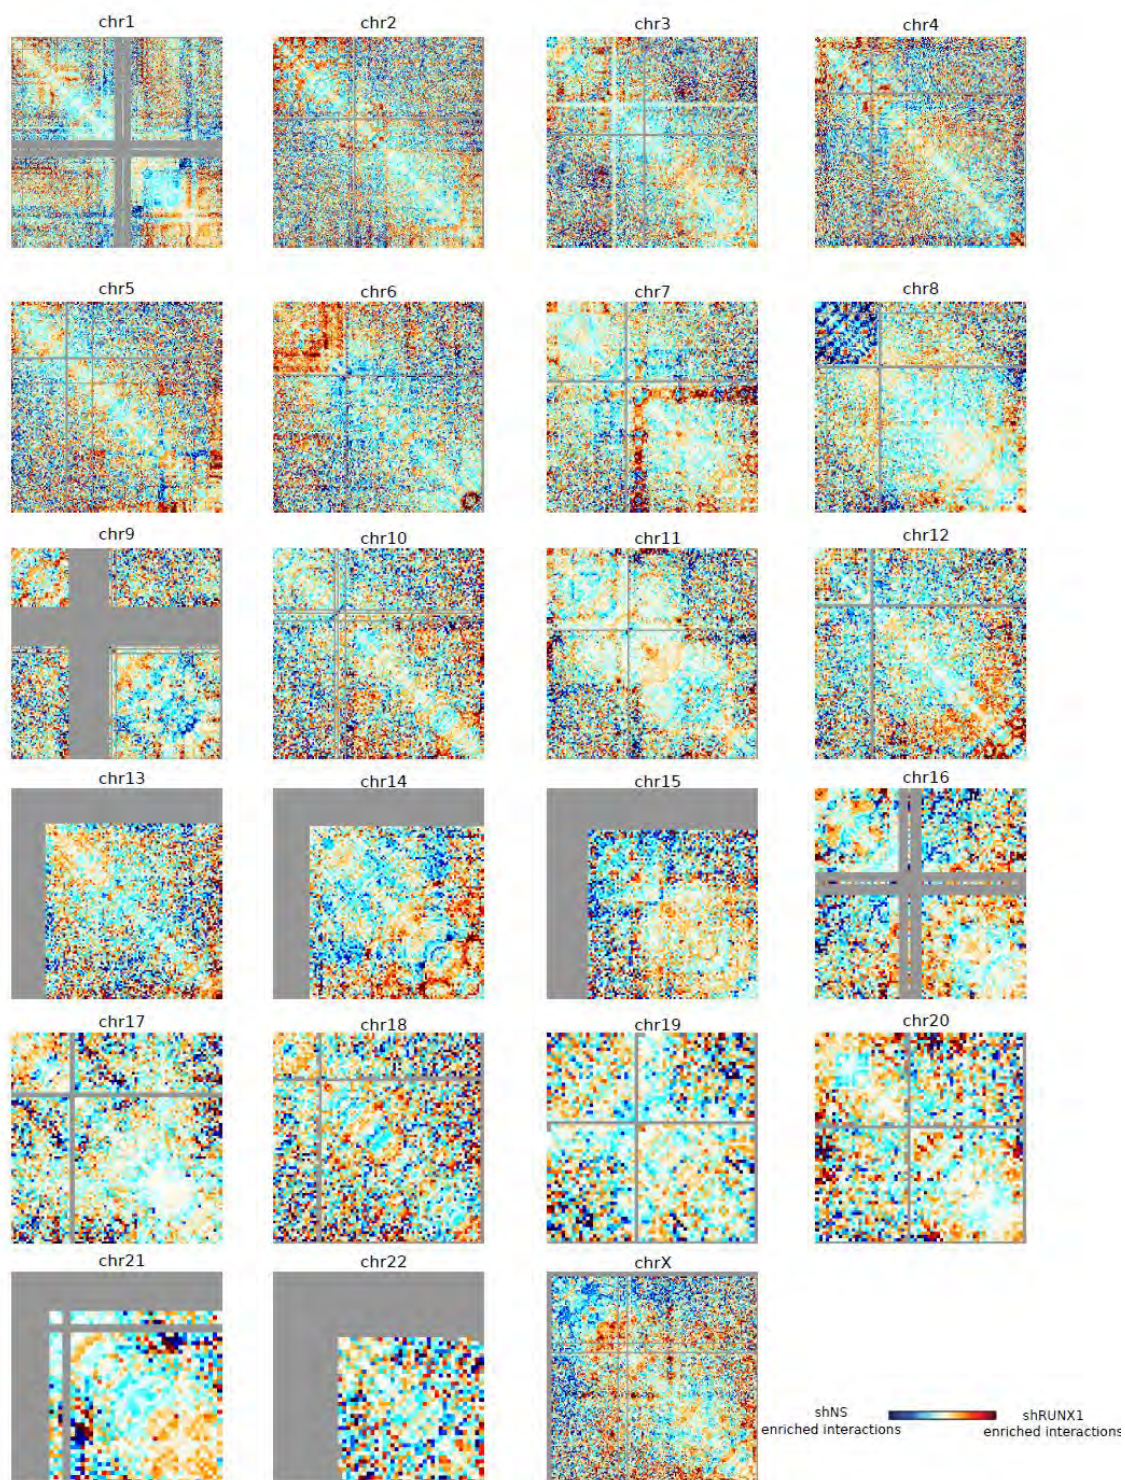 chr1
chr2
chr3
chr4
chr5
chr6
chr7
chr8
chr9
chr10
chr11
chr12
chr13
chr14
chr15
chr16
chr17
chr18
chr19
chr20
chr21
chr22
chrX
shNS
enriched interactions
shRUNX1
enriched interactions